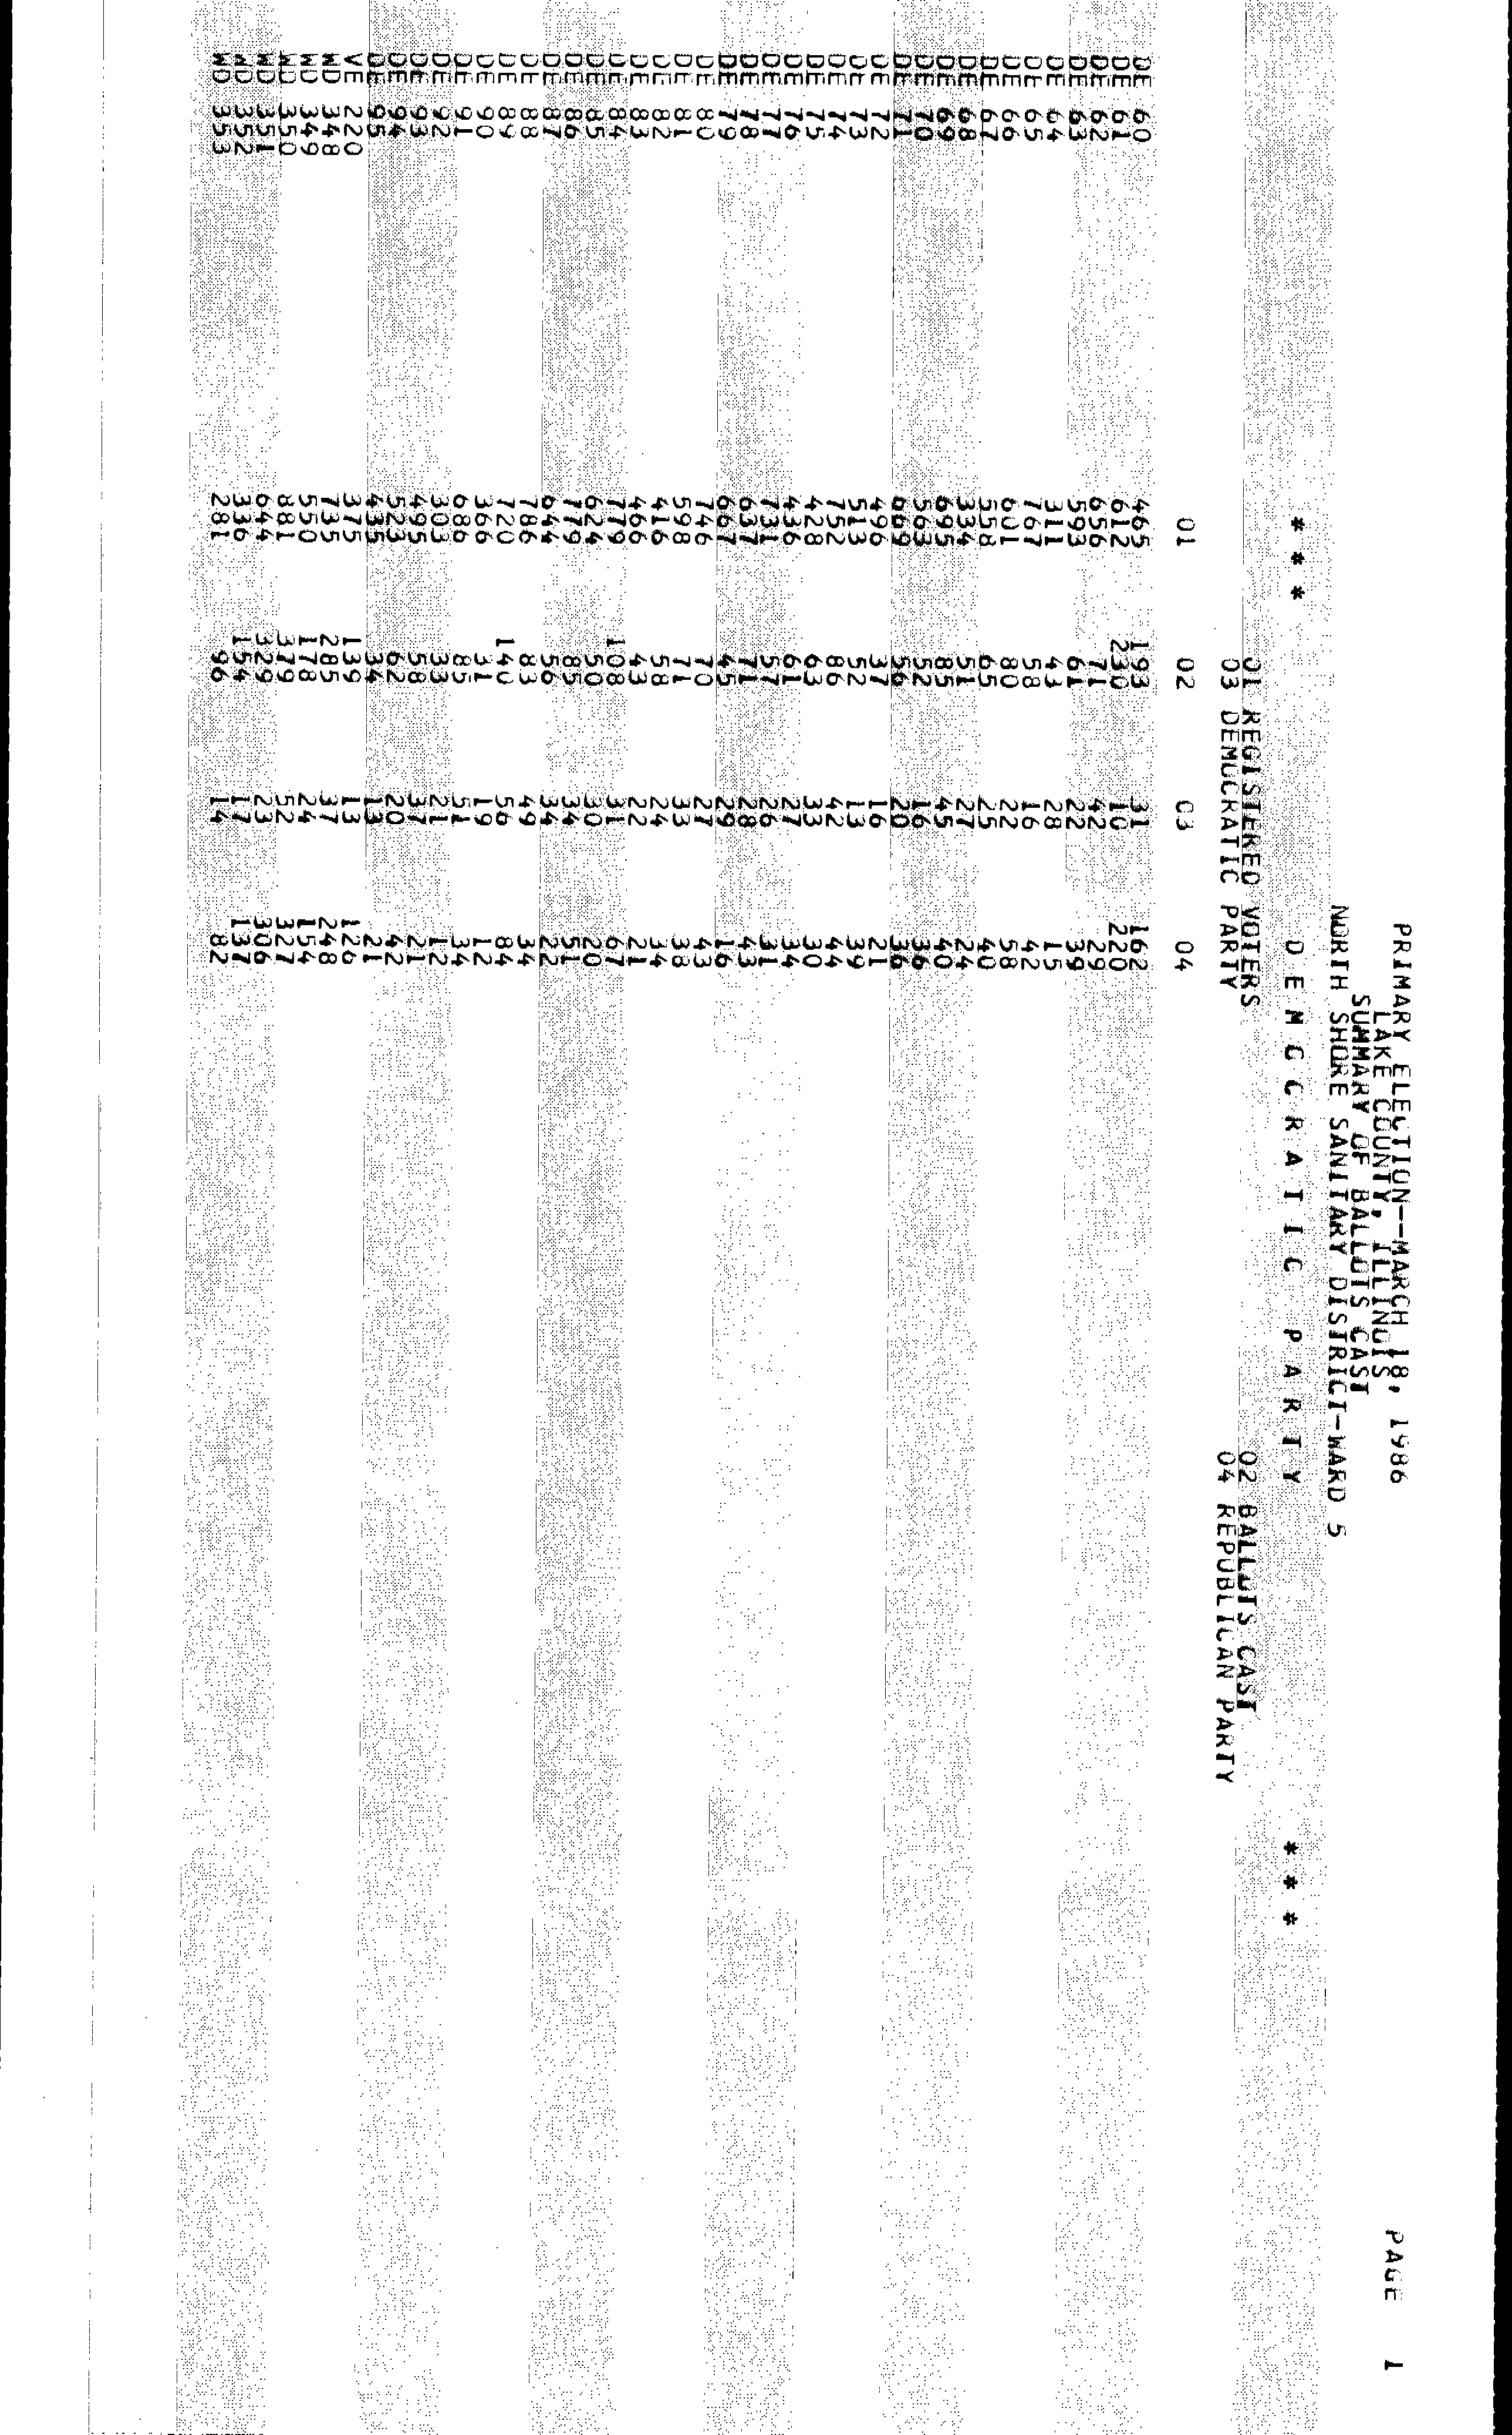 PRIMARY ELECTION--MARCH 18, 1986 PAGE 1
LAKE COUNTY, ILLINOIS
SUMMARY OF BALLOTS CAST
NORTH SHORE SANITARY DISTRICT-WARD 5
* * * D E M O C R A T I C P A R T Y * * *
01 REGISTERED VOTERS 02 BALLOTS CAST
03 DEMOCRATIC PARTY 04 REPUBLICAN PARTY
01 02 03 04
DE 60 465 193 31 162
DE 61 612 230 10 220
DE 62 656 71 42 29
DE 63 593 61 22 39
DE 64 311 43 28 15
DE 65 767 58 16 42
DE 66 601 80 22 58
DE 67 558 65 25 40
DE 68 334 51 27 24
DE 69 695 85 45 40
DE 70 563 52 16 36
DE 71 669 56 20 36
DE 72 496 37 16 21
DE 73 513 52 13 39
DE 74 752 86 42 44
DE 75 428 63 33 30
DE 76 436 61 27 34
DE 77 731 57 26 31
DE 78 637 71 28 43
DE 79 667 45 29 16
DE 80 746 70 27 43
DE 81 598 71 33 38
DE 82 416 58 24 34
DE 83 466 43 22 21
DE 84 779 108 41 67
DE 85 624 50 30 20
DE 86 779 85 34 51
DE 87 644 56 34 22
DE 88 786 83 49 34
DE 89 720 140 56 84
DE 90 366 31 19 12
DE 91 686 85 51 34
DE 92 303 33 21 12
DE 93 495 58 37 21
DE 94 523 62 20 42
DE 95 435 34 13 21
VE 220 375 139 13 126
WD 348 735 285 37 248
WD 349 550 178 24 154
WD 350 881 379 52 327
WD 351 644 329 23 306
WD 352 336 154 17 137
WD 353 281 96 14 82